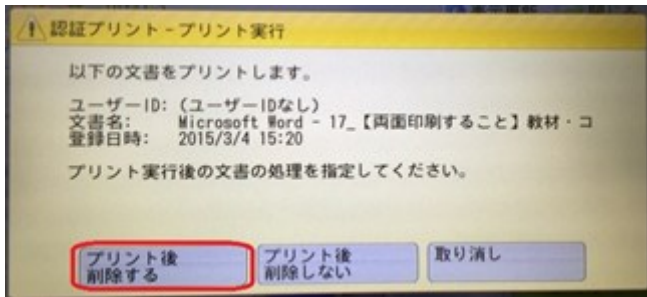 認証プリント - プリント実行
以下の文書をプリントします。
ユーザーID: (ユーザーIDなし)
文書名: Microsoft Word - 17_【両面印刷すること】教材・コ
登録日時: 2015/3/4 15:20
プリント実行後の文書の処理を指定してください。
プリント後
削除する
プリント後
削除しない
取り消し